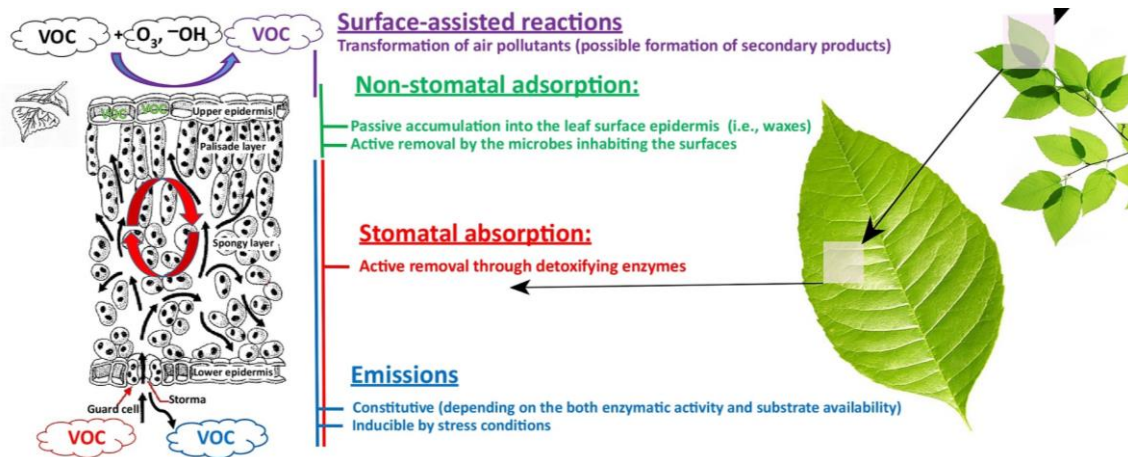 VOC + O₃, ⁻OH VOC
Surface-assisted reactions
Transformation of air pollutants (possible formation of secondary products)
Non-stomatal adsorption:
VOC VOC Upper epidermis
Passive accumulation into the leaf surface epidermis (i.e., waxes)
Palisade layer
Active removal by the microbes inhabiting the surfaces
Stomatal absorption:
Spongy layer
Active removal through detoxifying enzymes
Lower epidermis
Emissions
Storma
Guard cell
Constitutive (depending on the both enzymatic activity and substrate availability)
Inducible by stress conditions
VOC VOC